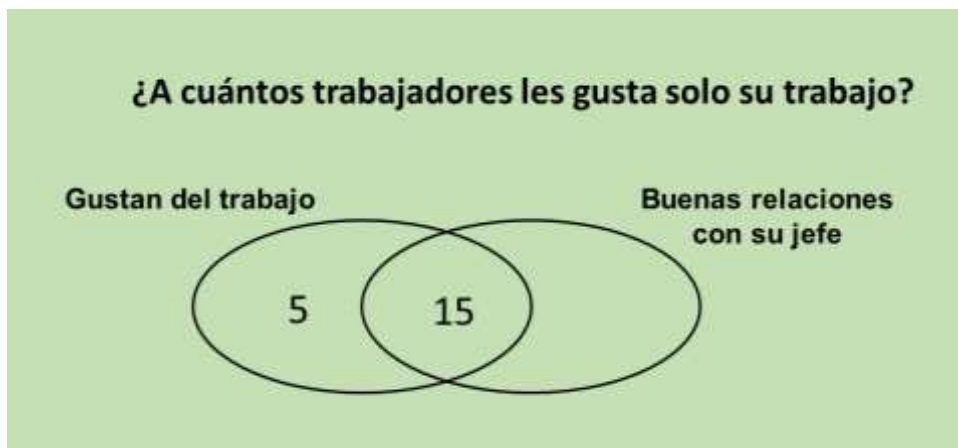 ¿A cuántos trabajadores les gusta solo su trabajo?
Gustan del trabajo
Buenas relaciones
con su jefe
5
15